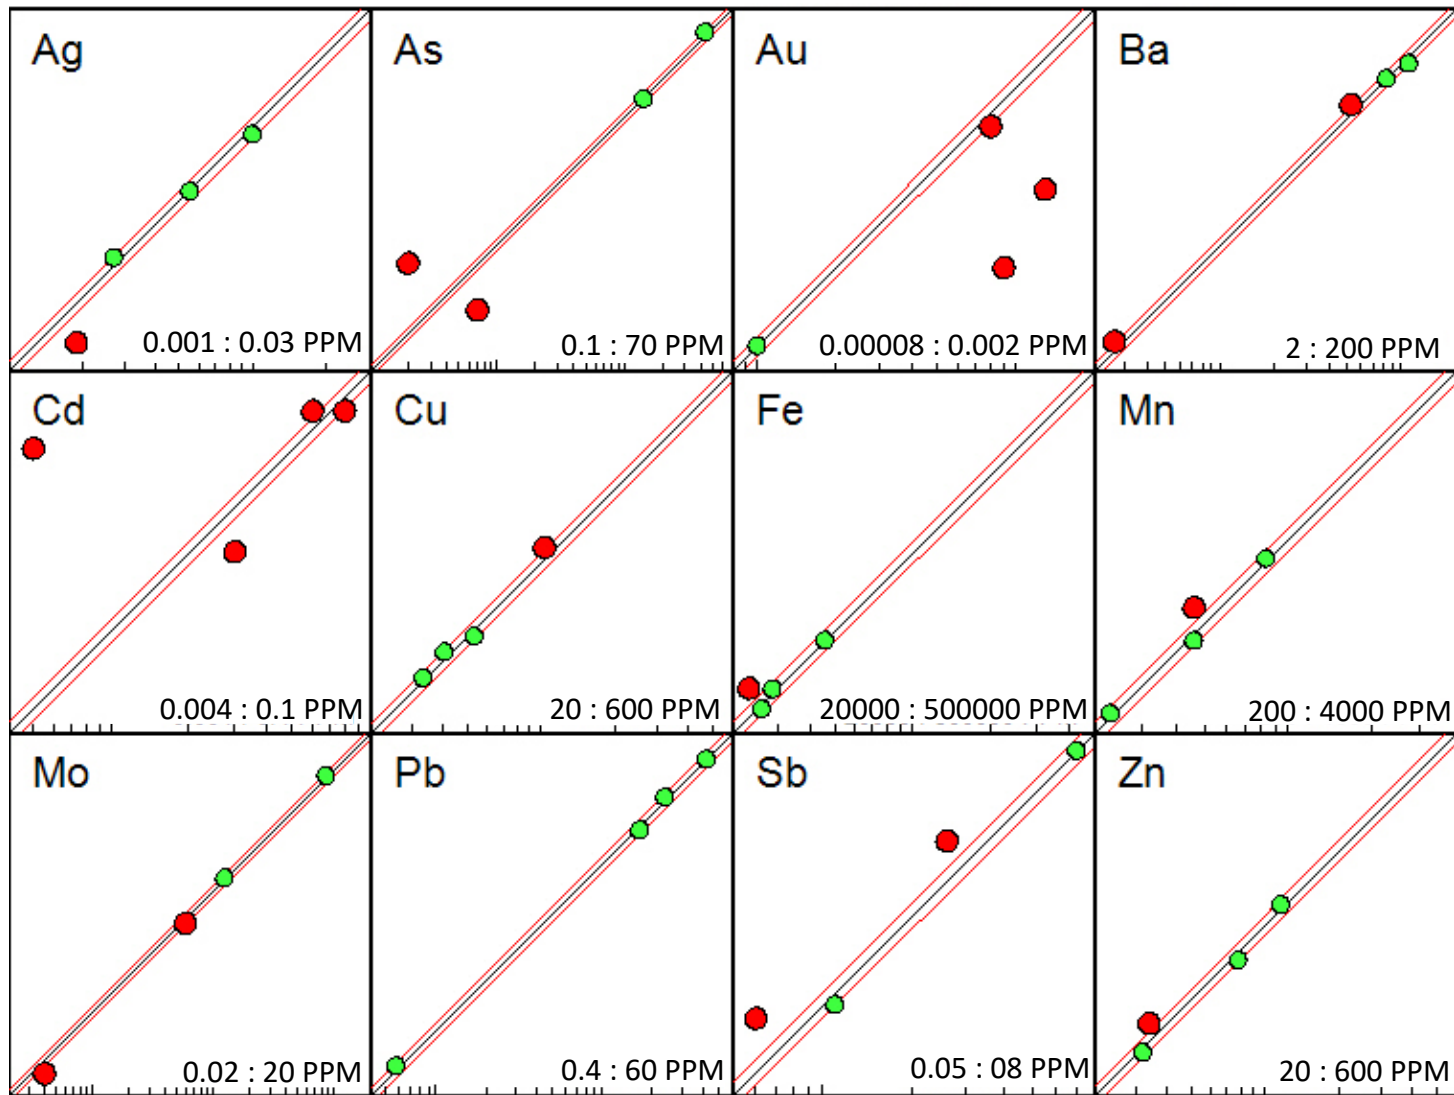 Ag
0.001 : 0.03 PPM
As
0.1 : 70 PPM
Au
0.00008 : 0.002 PPM
Ba
2 : 200 PPM
Cd
0.004 : 0.1 PPM
Cu
20 : 600 PPM
Fe
20000 : 500000 PPM
Mn
200 : 4000 PPM
Mo
0.02 : 20 PPM
Pb
0.4 : 60 PPM
Sb
0.05 : 08 PPM
Zn
20 : 600 PPM